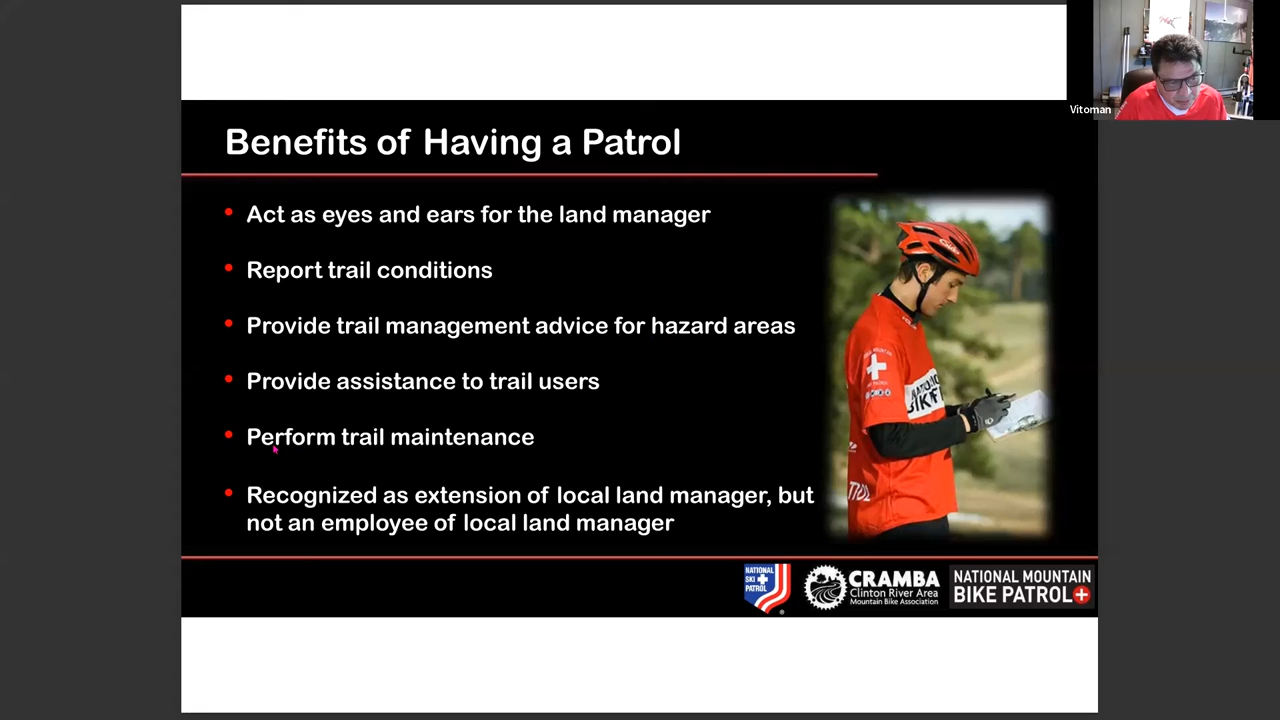 Benefits of Having a Patrol
Vitoman
Act as eyes and ears for the land manager
Report trail conditions
Provide trail management advice for hazard areas
Provide assistance to trail users
Perform trail maintenance
Recognized as extension of local land manager, but
not an employee of local land manager
NATIONAL
SKI
PATROL
CRAMBA
Clinton River Area
Mountain Bike Association
NATIONAL MOUNTAIN
BIKE PATROL